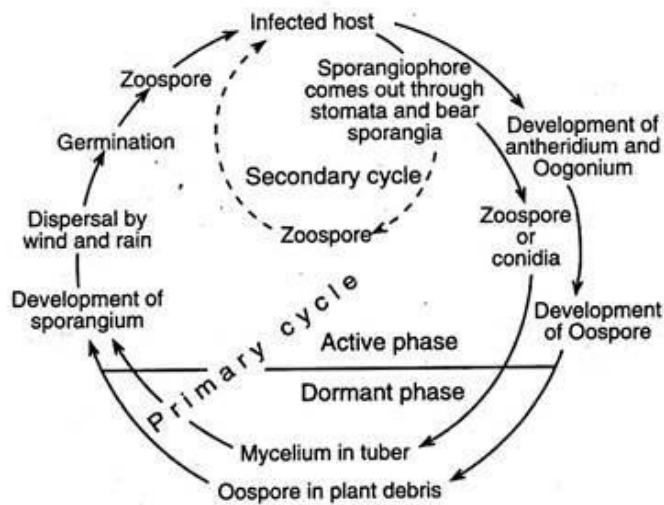 Infected host
Zoospore
Sporangiophore
comes out through
stomata and bear
sporangia
Development of
antheridium and
Oogonium
Germination
Secondary cycle
Dispersal by
wind and rain
Zoospore
Zoospore
or
conidia
Development of
sporangium
Development
of Oospore
Primary cycle
Active phase
Dormant phase
Mycelium in tuber
Oospore in plant debris